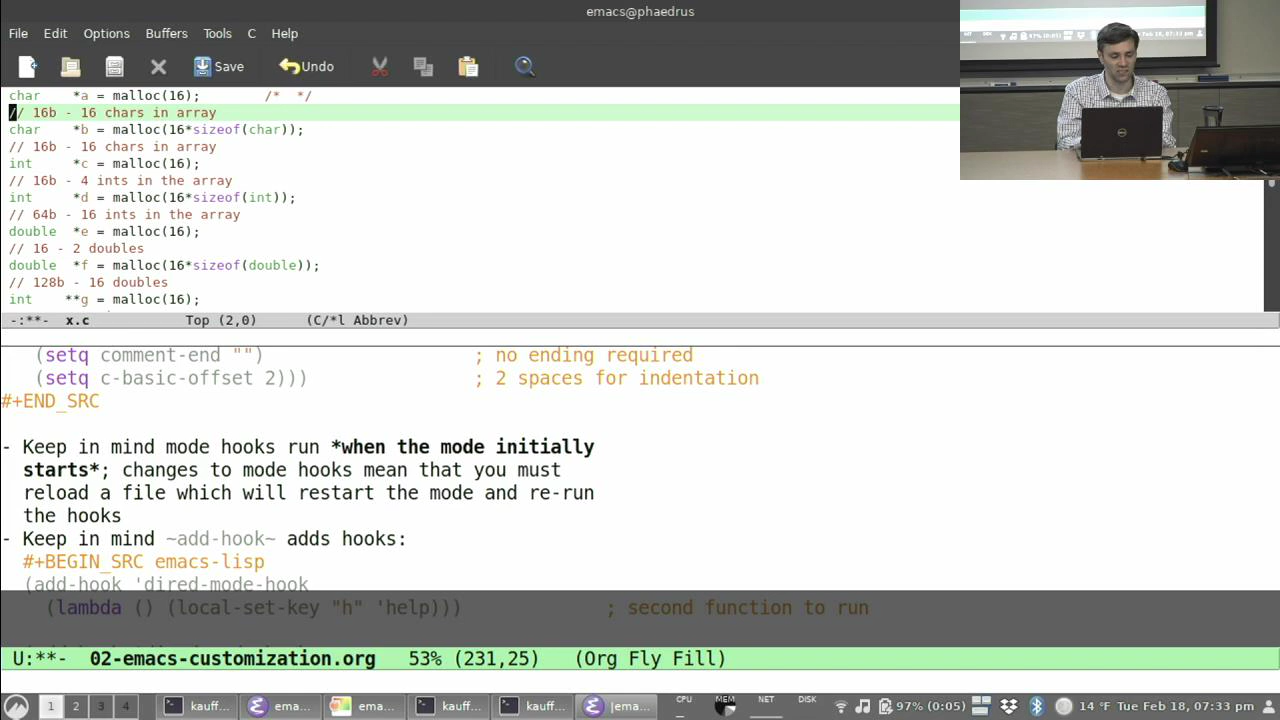 emacs@phaedrus
File Edit Options Buffers Tools C Help
Save Undo
char    *a = malloc(16);        /*  */
// 16b - 16 chars in array
char    *b = malloc(16*sizeof(char));
// 16b - 16 chars in array
int     *c = malloc(16);
// 16b - 4 ints in the array
int     *d = malloc(16*sizeof(int));
// 64b - 16 ints in the array
double  *e = malloc(16);
// 16 - 2 doubles
double  *f = malloc(16*sizeof(double));
// 128b - 16 doubles
int    **g = malloc(16);
-:**-  x.c            Top (2,0)      (C/*l Abbrev)
(setq comment-end "")                   ; no ending required
(setq c-basic-offset 2)))               ; 2 spaces for indentation
#+END_SRC
- Keep in mind mode hooks run *when the mode initially
starts*; changes to mode hooks mean that you must
reload a file which will restart the mode and re-run
the hooks
- Keep in mind ~add-hook~ adds hooks:
#+BEGIN_SRC emacs-lisp
(add-hook 'dired-mode-hook
(lambda () (local-set-key "h" 'help)))             ; second function to run
U:**-  02-emacs-customization.org   53% (231,25)   (Org Fly Fill)
1 2 3 4 kauff... ema... ema... kauff... kauff... |ema... CPU MEM NET DISK 97% (0:05) 14 °F Tue Feb 18, 07:33 pm